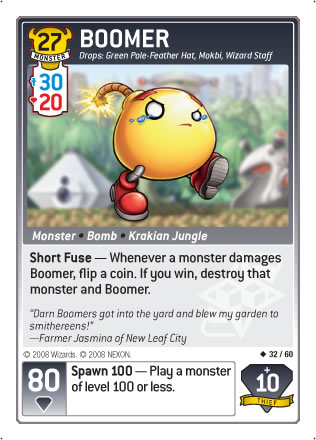 27
MONSTER
BOOMER
Drops: Green Pole-Feather Hat, Mokbi, Wizard Staff
30
20
Monster • Bomb • Krakian Jungle
Short Fuse — Whenever a monster damages
Boomer, flip a coin. If you win, destroy that
monster and Boomer.
"Darn Boomers got into the yard and blew my garden to
smithereens!"
—Farmer Jasmina of New Leaf City
© 2008 Wizards. © 2008 NEXON.
◆ 32 / 60
80
Spawn 100 — Play a monster
of level 100 or less.
+
10
THIEF